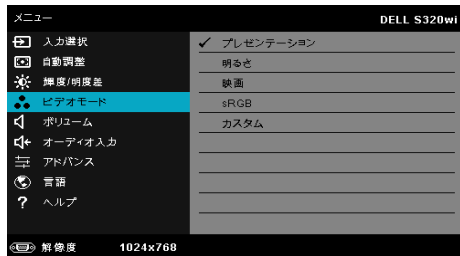 メニュー
DELL S320wi
入力選択
自動調整
輝度/明度差
ビデオモード
ボリューム
オーディオ入力
アドバンス
言語
ヘルプ
プレゼンテーション
明るさ
映画
sRGB
カスタム
解像度 1024x768